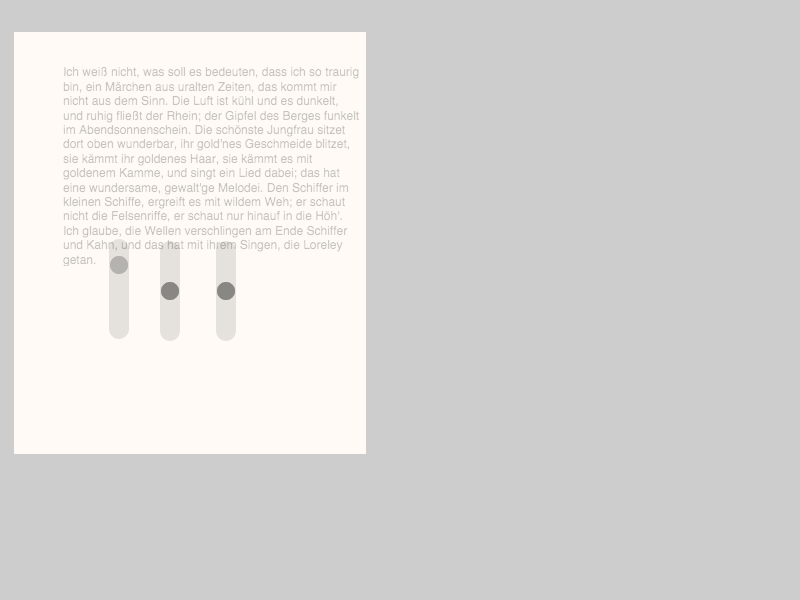 Ich weiß nicht, was soll es bedeuten, dass ich so traurig
bin, ein Märchen aus uralten Zeiten, das kommt mir
nicht aus dem Sinn. Die Luft ist kühl und es dunkelt,
und ruhig fließt der Rhein; der Gipfel des Berges funkelt
im Abendsonnenschein. Die schönste Jungfrau sitzet
dort oben wunderbar, ihr gold'nes Geschmeide blitzet,
sie kämmt ihr goldenes Haar, sie kämmt es mit
goldenem Kamme, und singt ein Lied dabei; das hat
eine wundersame, gewalt'ge Melodei. Den Schiffer im
kleinen Schiffe, ergreift es mit wildem Weh; er schaut
nicht die Felsenriffe, er schaut nur hinauf in die Höh'.
Ich glaube, die Wellen verschlingen am Ende Schiffer
und Kahn, und das hat mit ihrem Singen, die Loreley
getan.